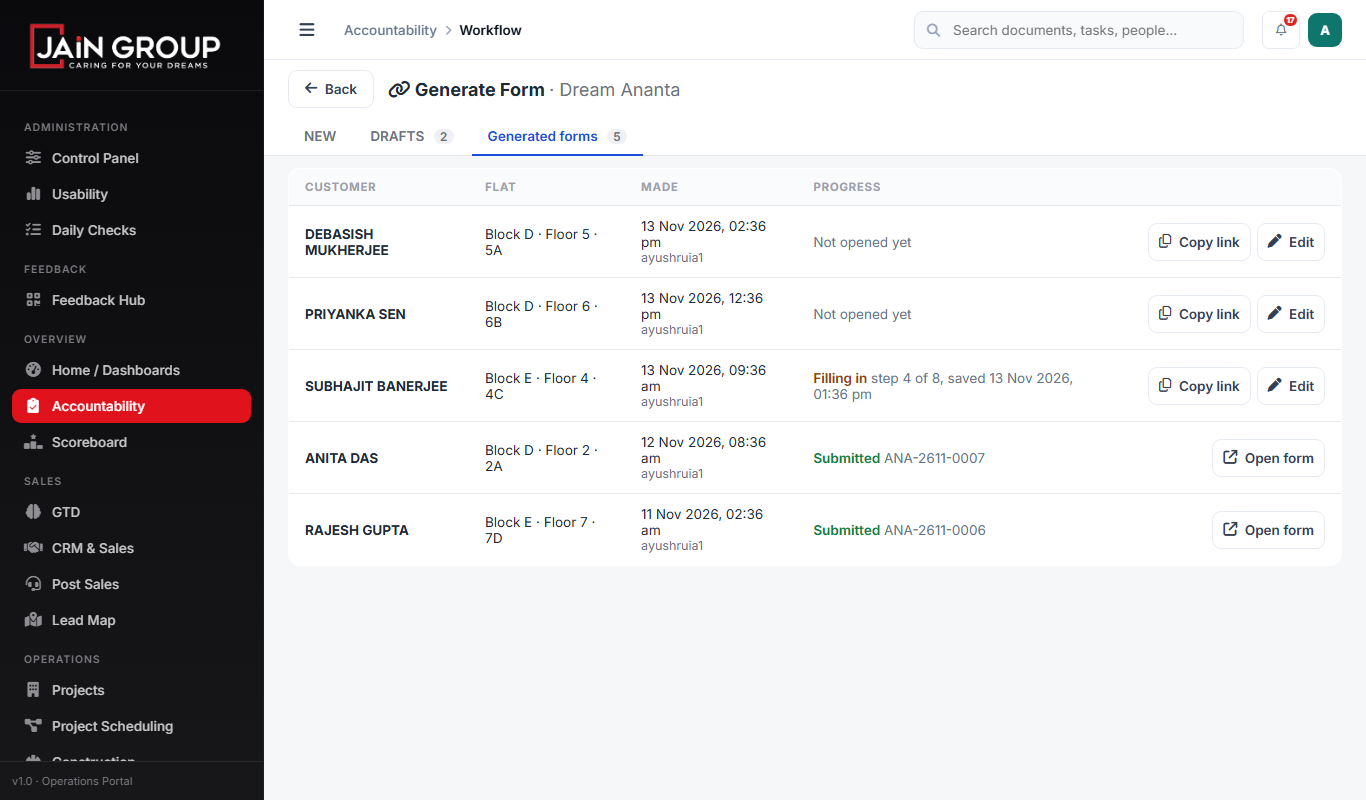 JAIN GROUP
CARING FOR YOUR DREAMS
ADMINISTRATION
Control Panel
Usability
Daily Checks
FEEDBACK
Feedback Hub
OVERVIEW
Home / Dashboards
Accountability
Scoreboard
SALES
GTD
CRM & Sales
Post Sales
Lead Map
OPERATIONS
Projects
Project Scheduling
Construction
v1.0 · Operations Portal
Accountability > Workflow
Search documents, tasks, people...
17
A
Back
Generate Form · Dream Ananta
NEW
DRAFTS 2
Generated forms 5
CUSTOMER FLAT MADE PROGRESS
DEBASISH
MUKHERJEE
Block D · Floor 5 ·
5A
13 Nov 2026, 02:36
pm
ayushruia1
Not opened yet
Copy link
Edit
PRIYANKA SEN
Block D · Floor 6 ·
6B
13 Nov 2026, 12:36
pm
ayushruia1
Not opened yet
Copy link
Edit
SUBHAJIT BANERJEE
Block E · Floor 4 ·
4C
13 Nov 2026, 09:36
am
ayushruia1
Filling in step 4 of 8, saved 13 Nov 2026,
01:36 pm
Copy link
Edit
ANITA DAS
Block D · Floor 2 ·
2A
12 Nov 2026, 08:36
am
ayushruia1
Submitted ANA-2611-0007
Open form
RAJESH GUPTA
Block E · Floor 7 ·
7D
11 Nov 2026, 02:36
am
ayushruia1
Submitted ANA-2611-0006
Open form